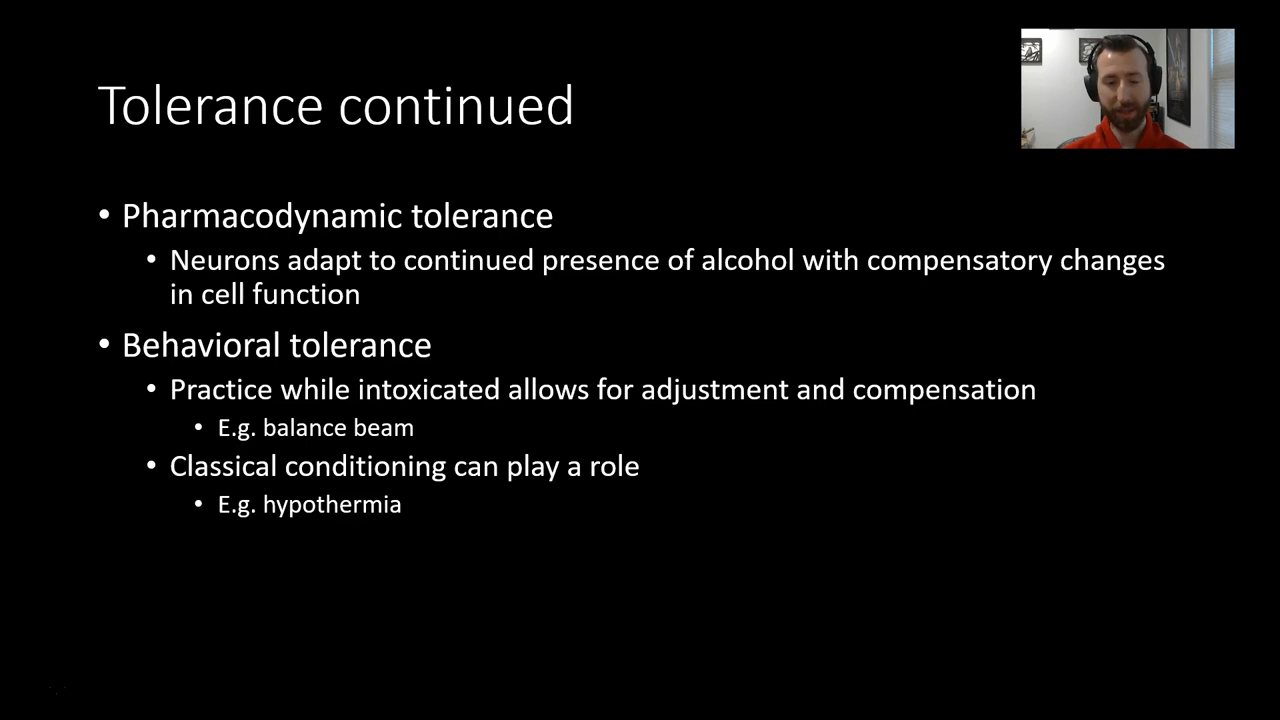 Tolerance continued
• Pharmacodynamic tolerance
• Neurons adapt to continued presence of alcohol with compensatory changes
in cell function
• Behavioral tolerance
• Practice while intoxicated allows for adjustment and compensation
• E.g. balance beam
• Classical conditioning can play a role
• E.g. hypothermia